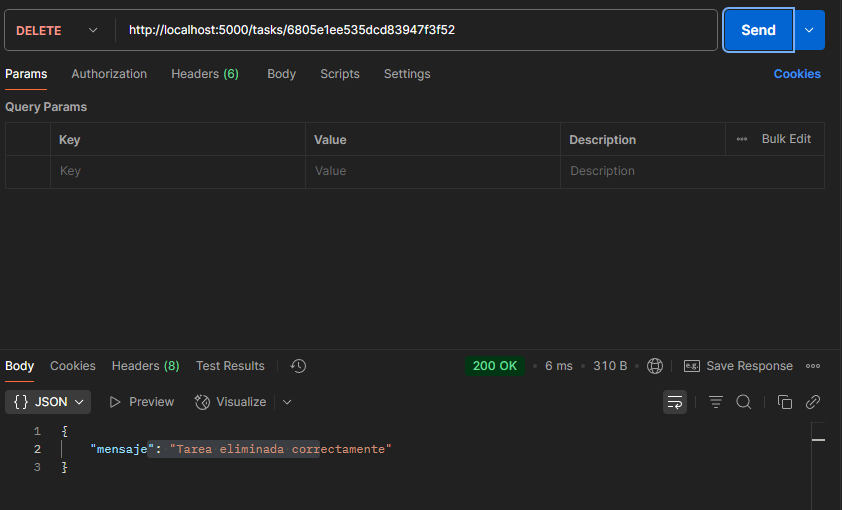 DELETE http://localhost:5000/tasks/6805e1ee535dcd83947f3f52 Send
Params Authorization Headers (6) Body Scripts Settings Cookies
Query Params
Key Value Description ••• Bulk Edit
Key Value Description
Body Cookies Headers (8) Test Results 200 OK • 6 ms • 310 B • e.g. Save Response •••
{} JSON Preview Visualize
1 {
2 "mensaje": "Tarea eliminada correctamente"
3 }